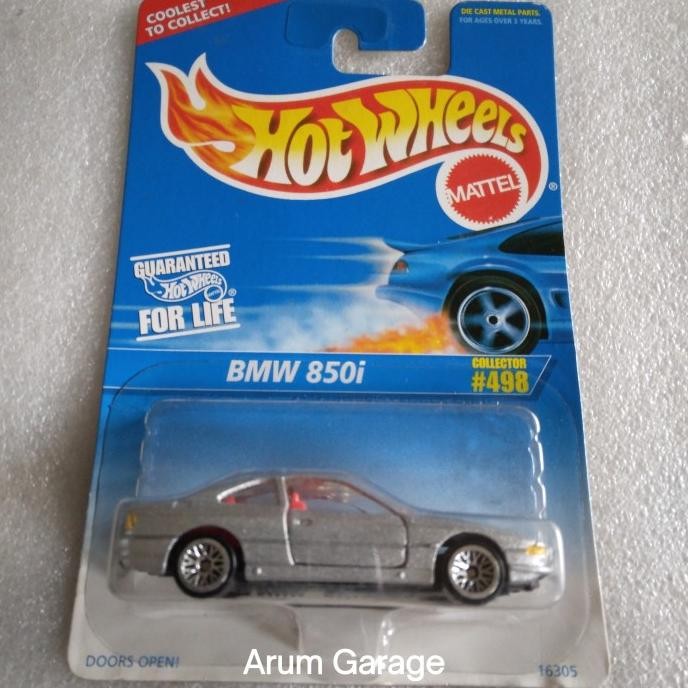 COOLEST
TO COLLECT!
DIE CAST METAL PARTS.
FOR AGES OVER 3 YEARS.
HOT WHEELS
MATTEL
®
GUARANTEED
HOT WHEELS
®
FOR LIFE
BMW 850i
COLLECTOR
#498
DOORS OPEN!
Arum Garage
16305